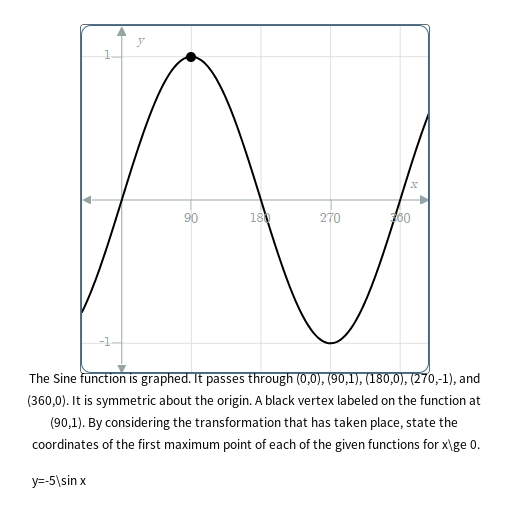 y
1
x
90
180
270
360
-1
The Sine function is graphed. It passes through (0,0), (90,1), (180,0), (270,-1), and
(360,0). It is symmetric about the origin. A black vertex labeled on the function at
(90,1). By considering the transformation that has taken place, state the
coordinates of the first maximum point of each of the given functions for x\ge 0.
y=-5\sin x